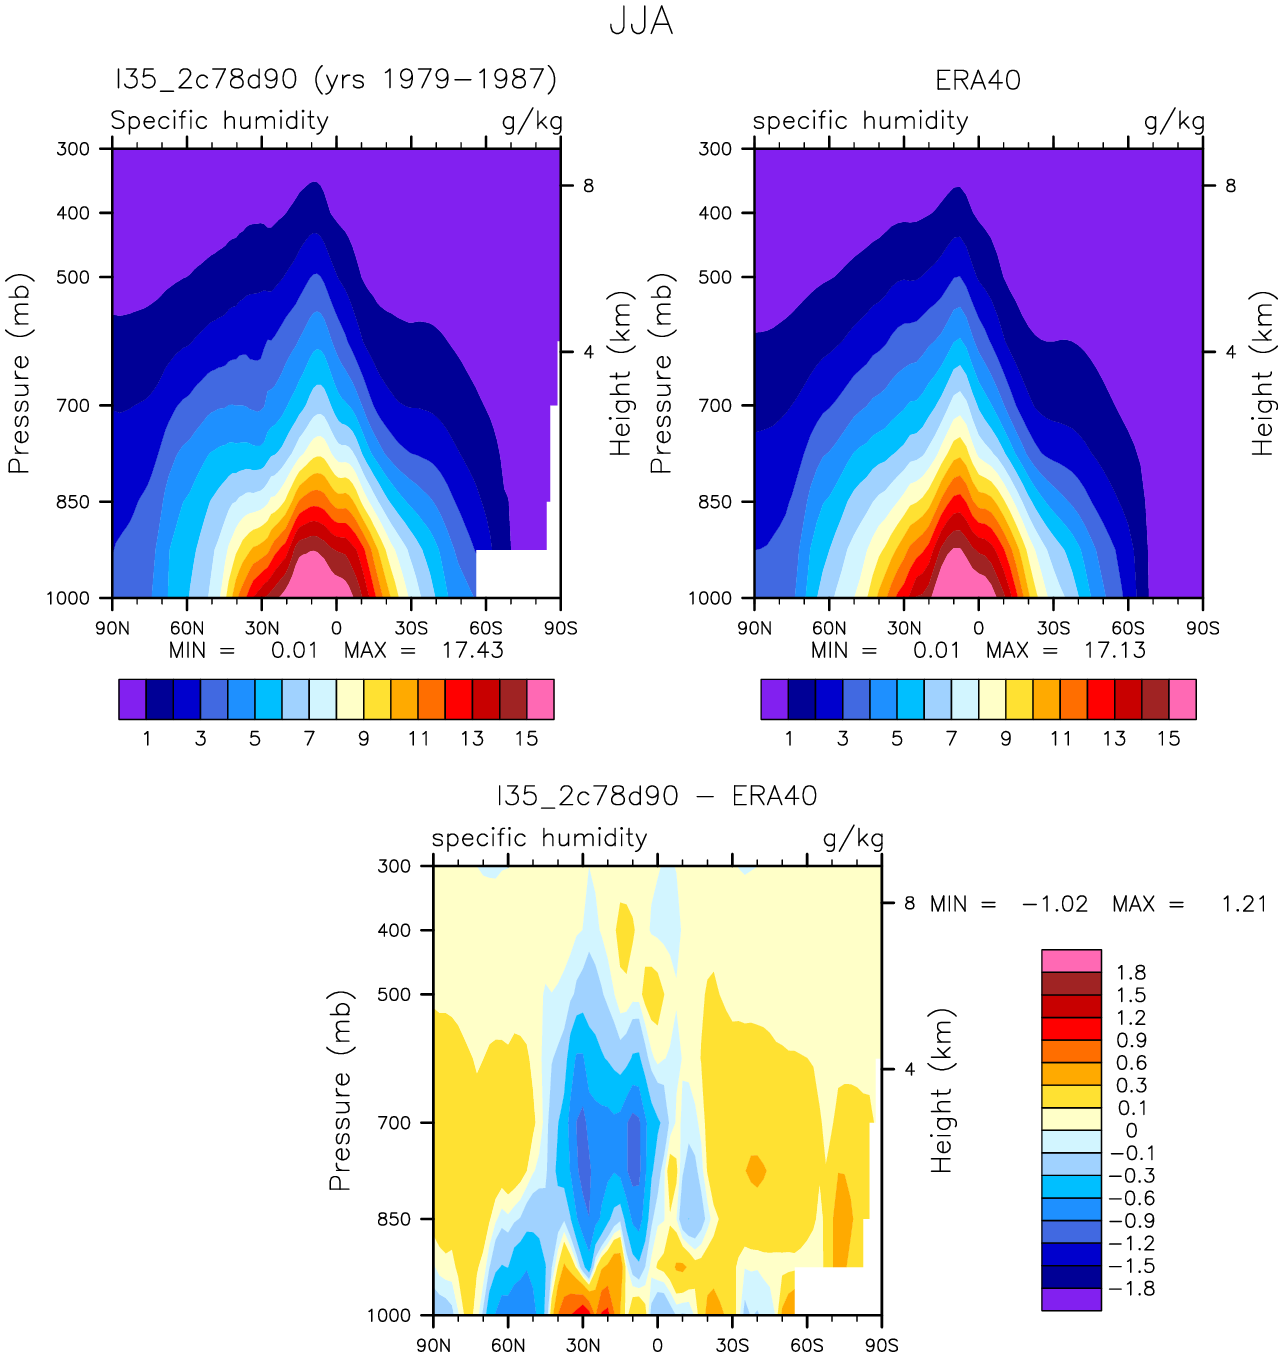 JJA
I35_2c78d90 (yrs 1979−1987)
Specific humidity g/kg
300
400
500
700
850
1000
Pressure (mb)
8
4
Height (km)
90N 60N 30N 0 30S 60S 90S
MIN = 0.01 MAX = 17.43
1 3 5 7 9 11 13 15
ERA40
specific humidity g/kg
300
400
500
700
850
1000
Pressure (mb)
8
4
Height (km)
90N 60N 30N 0 30S 60S 90S
MIN = 0.01 MAX = 17.13
1 3 5 7 9 11 13 15
I35_2c78d90 − ERA40
specific humidity g/kg
300
400
500
700
850
1000
Pressure (mb)
8
4
Height (km)
90N 60N 30N 0 30S 60S 90S
MIN = −1.02 MAX = 1.21
1.8
1.5
1.2
0.9
0.6
0.3
0.1
0
−0.1
−0.3
−0.6
−0.9
−1.2
−1.5
−1.8